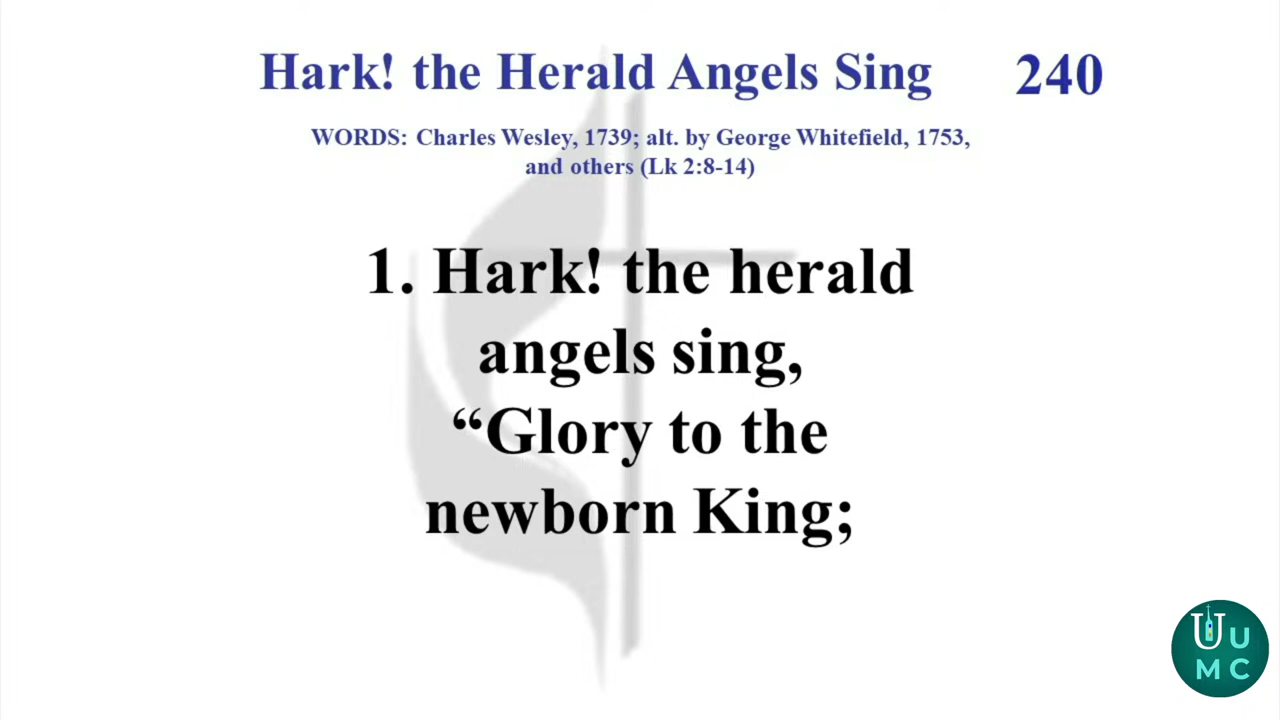 Hark! the Herald Angels Sing 240
WORDS: Charles Wesley, 1739; alt. by George Whitefield, 1753,
and others (Lk 2:8-14)
1. Hark! the herald
angels sing,
“Glory to the
newborn King;
U U
M C